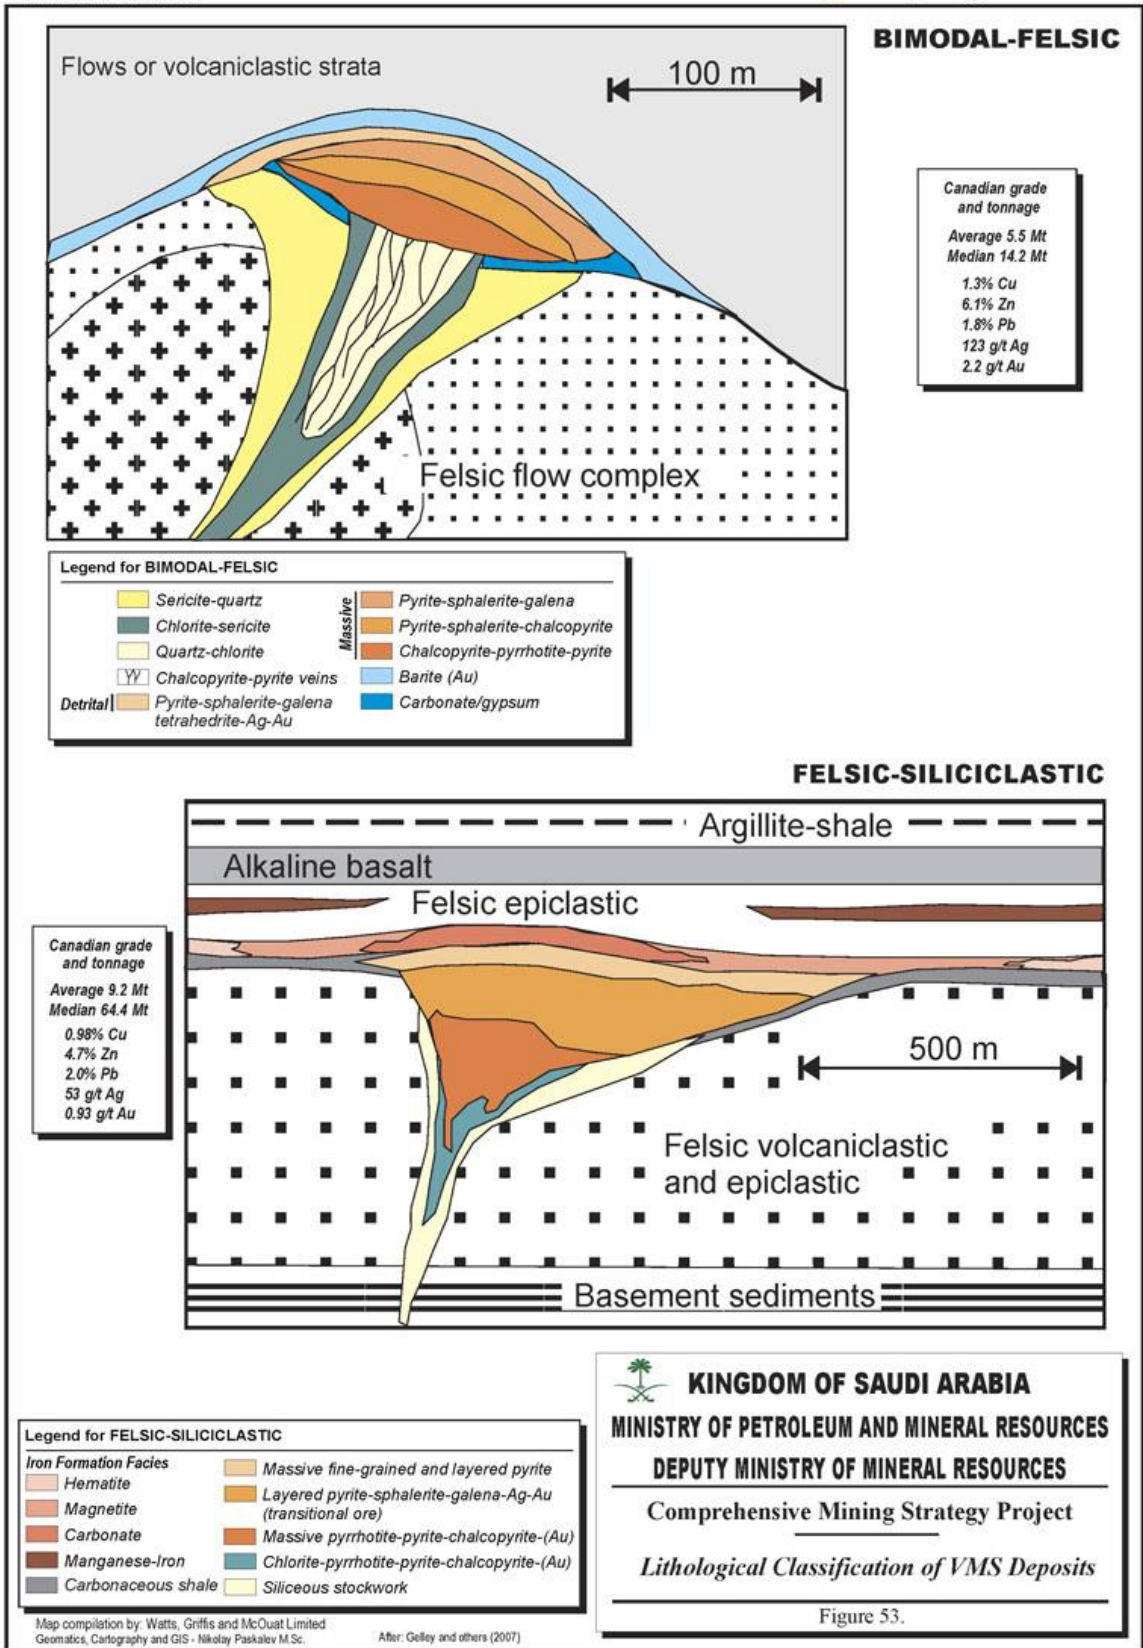 BIMODAL-FELSIC
Flows or volcaniclastic strata
100 m
Canadian grade
and tonnage
Average 5.5 Mt
Median 14.2 Mt
1.3% Cu
6.1% Zn
1.8% Pb
123 g/t Ag
2.2 g/t Au
Felsic flow complex
Legend for BIMODAL-FELSIC
Sericite-quartz
Chlorite-sericite
Quartz-chlorite
Chalcopyrite-pyrite veins
Detrital
Pyrite-sphalerite-galena
tetrahedrite-Ag-Au
Massive
Pyrite-sphalerite-galena
Pyrite-sphalerite-chalcopyrite
Chalcopyrite-pyrrhotite-pyrite
Barite (Au)
Carbonate/gypsum
FELSIC-SILICICLASTIC
Argillite-shale
Alkaline basalt
Felsic epiclastic
Canadian grade
and tonnage
Average 9.2 Mt
Median 64.4 Mt
0.98% Cu
4.7% Zn
2.0% Pb
53 g/t Ag
0.93 g/t Au
500 m
Felsic volcaniclastic
and epiclastic
Basement sediments
Legend for FELSIC-SILICICLASTIC
Iron Formation Facies
Hematite
Magnetite
Carbonate
Manganese-Iron
Carbonaceous shale
Massive fine-grained and layered pyrite
Layered pyrite-sphalerite-galena-Ag-Au
(transitional ore)
Massive pyrrhotite-pyrite-chalcopyrite-(Au)
Chlorite-pyrrhotite-pyrite-chalcopyrite-(Au)
Siliceous stockwork
KINGDOM OF SAUDI ARABIA
MINISTRY OF PETROLEUM AND MINERAL RESOURCES
DEPUTY MINISTRY OF MINERAL RESOURCES
Comprehensive Mining Strategy Project
Lithological Classification of VMS Deposits
Figure 53.
Map compilation by: Watts, Griffis and McOuat Limited
Geomatics, Cartography and GIS - Nikolay Paskalev M.Sc.
After: Gelley and others (2007)